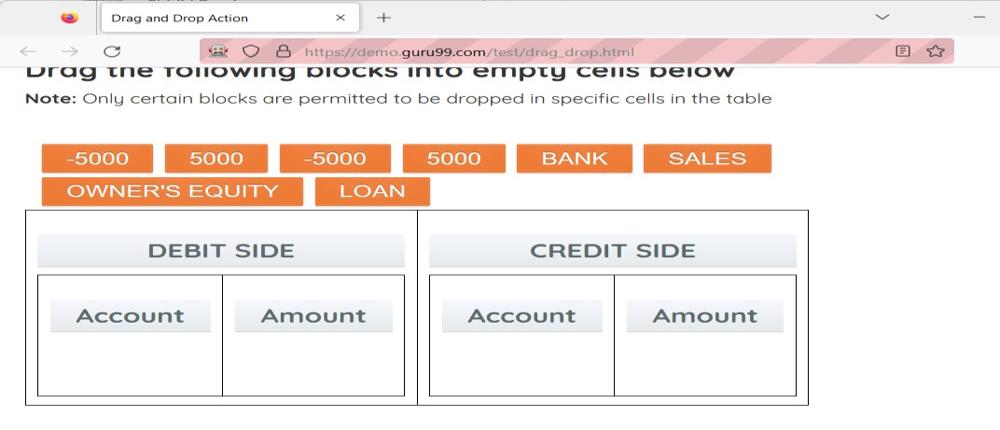 Drag and Drop Action
https://demo.guru99.com/test/drag_drop.html
Drag the following blocks into empty cells below
Note: Only certain blocks are permitted to be dropped in specific cells in the table
-5000 5000 -5000 5000 BANK SALES
OWNER'S EQUITY LOAN
DEBIT SIDE CREDIT SIDE
Account Amount Account Amount